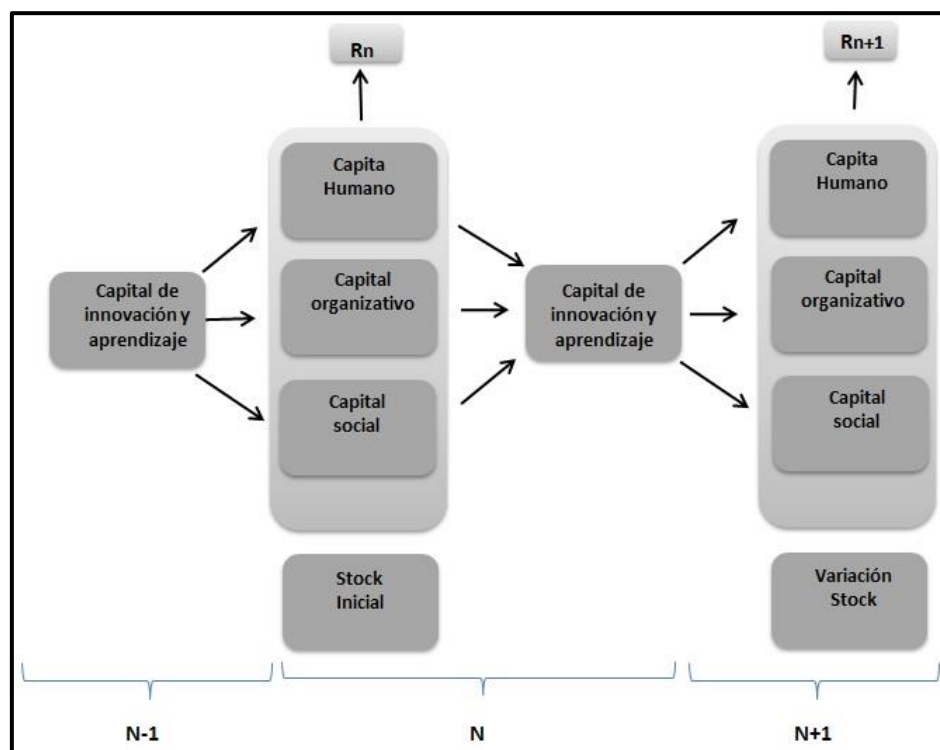 Rn
Rn+1
Capita
Humano
Capital
organizativo
Capital
social
Capital de
innovación y
aprendizaje
Capital de
innovación y
aprendizaje
Capita
Humano
Capital
organizativo
Capital
social
Stock
Inicial
Variación
Stock
N-1
N
N+1